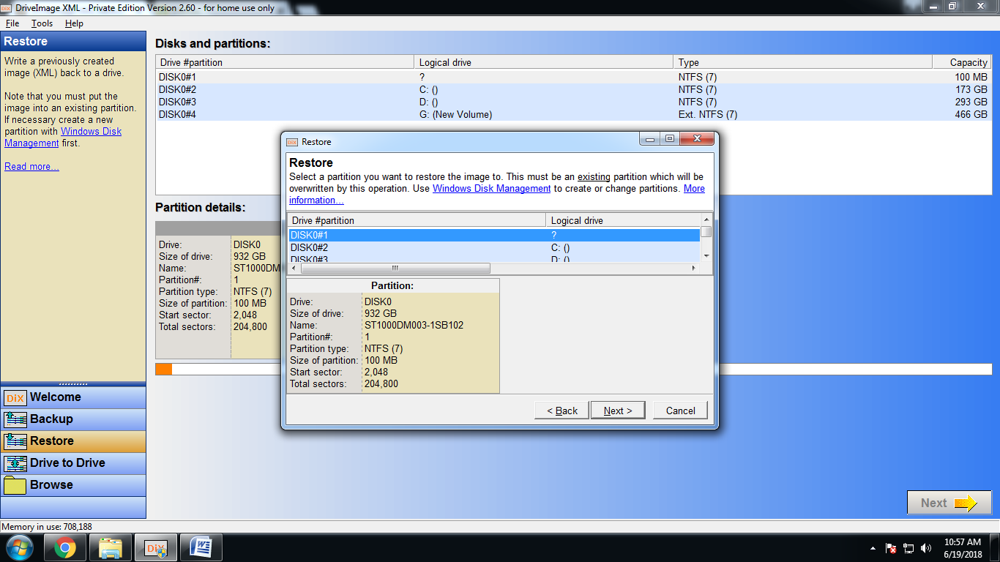 DiX DriveImage XML - Private Edition Version 2.60 - for home use only
File Tools Help
Restore
Write a previously created
image (XML) back to a drive.
Note that you must put the
image into an existing partition.
If necessary create a new
partition with Windows Disk
Management first.
Read more...
Disks and partitions:
Drive #partition Logical drive Type Capacity
DISK0#1 ? NTFS (7) 100 MB
DISK0#2 C: () NTFS (7) 173 GB
DISK0#3 D: () NTFS (7) 293 GB
DISK0#4 G: (New Volume) Ext. NTFS (7) 466 GB
Partition details:
Drive: DISK0
Size of drive: 932 GB
Name: ST1000DM
Partition#: 1
Partition type: NTFS (7)
Size of partition: 100 MB
Start sector: 2,048
Total sectors: 204,800
DiX Restore
Restore
Select a partition you want to restore the image to. This must be an existing partition which will be
overwritten by this operation. Use Windows Disk Management to create or change partitions. More
information...
Drive #partition Logical drive
DISK0#1 ?
DISK0#2 C: ()
DISK0#3 D: ()
Partition:
Drive: DISK0
Size of drive: 932 GB
Name: ST1000DM003-1SB102
Partition#: 1
Partition type: NTFS (7)
Size of partition: 100 MB
Start sector: 2,048
Total sectors: 204,800
< Back Next > Cancel
DiX Welcome
Backup
Restore
Drive to Drive
Browse
Next
Memory in use: 708,188
DiX W
10:57 AM
6/19/2018